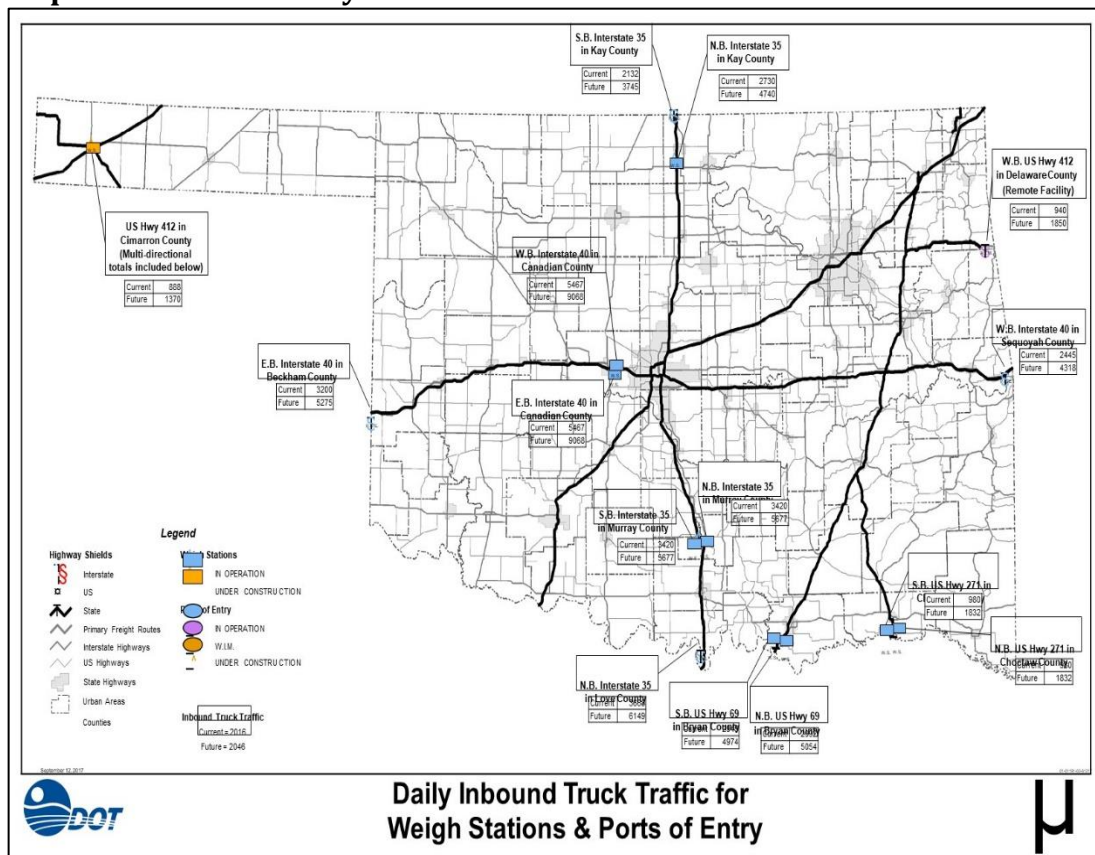 S.B. Interstate 35
in Kay County
Current 2132
Future 3745
N.B. Interstate 35
in Kay County
Current 2730
Future 4740
W.B. US Hwy 412
in Delaware County
(Remote Facility)
Current 940
Future 1850
US Hwy 412 in
Cimarron County
(Multi-directional
totals included below)
Current 888
Future 1370
W.B. Interstate 40 in
Canadian County
Current 5467
Future 9068
W.B. Interstate 40 in
Sequoyah County
Current 2445
Future 4318
E.B. Interstate 40 in
Beckham County
Current 3200
Future 5275
E.B. Interstate 40 in
Canadian County
Current 5467
Future 9068
N.B. Interstate 35
in Murray County
Current 3420
Future 5677
S.B. Interstate 35
in Murray County
Current 3420
Future 5677
S.B. US Hwy 271 in
Current 980
Future 1832
N.B. US Hwy 271 in
Choctaw County
Future 1832
N.B. Interstate 35
in Love County
Future 6149
S.B. US Hwy 69
in Bryan County
Future 4974
N.B. US Hwy 69
in Bryan County
Future 5054
Legend
Highway Shields
Interstate
US
State
Primary Freight Routes
Interstate Highways
US Highways
State Highways
Urban Areas
Counties
Weigh Stations
IN OPERATION
UNDER CONSTRUCTION
of Entry
IN OPERATION
W.I.M.
UNDER CONSTRUCTION
Inbound Truck Traffic
Current = 2016
Future = 2046
September 12, 2017
DOT
Daily Inbound Truck Traffic for
Weigh Stations & Ports of Entry
µ